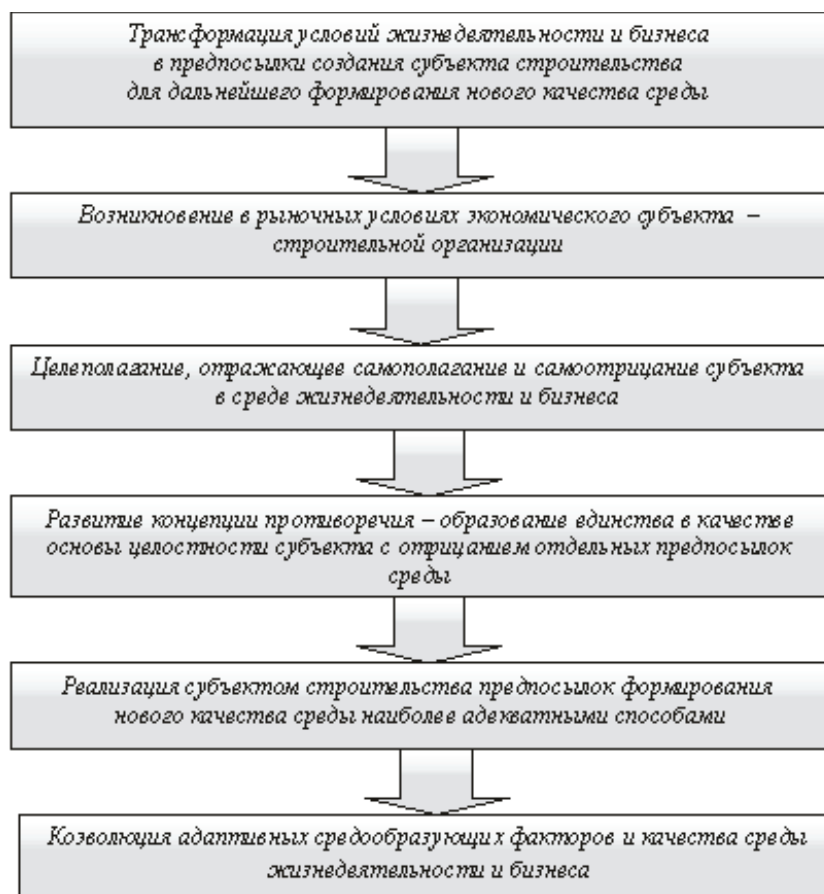 Трансформация условий жизнедеятельности и бизнеса
в предпосылки создания субъекта строительства
для дальнейшего формирования нового качества среды
Возникновение в рыночных условиях экономического субъекта –
строительной организации
Целеполагание, отражающее самополагание и самоотрицание субъекта
в среде жизнедеятельности и бизнеса
Развитие концепции противоречия – образование единства в качестве
основы целостности субъекта с отрицанием отдельных предпосылок
среды
Реализация субъектом строительства предпосылок формирования
нового качества среды наиболее адекватными способами
Коэволюция адаптивных средообразующих факторов и качества среды
жизнедеятельности и бизнеса